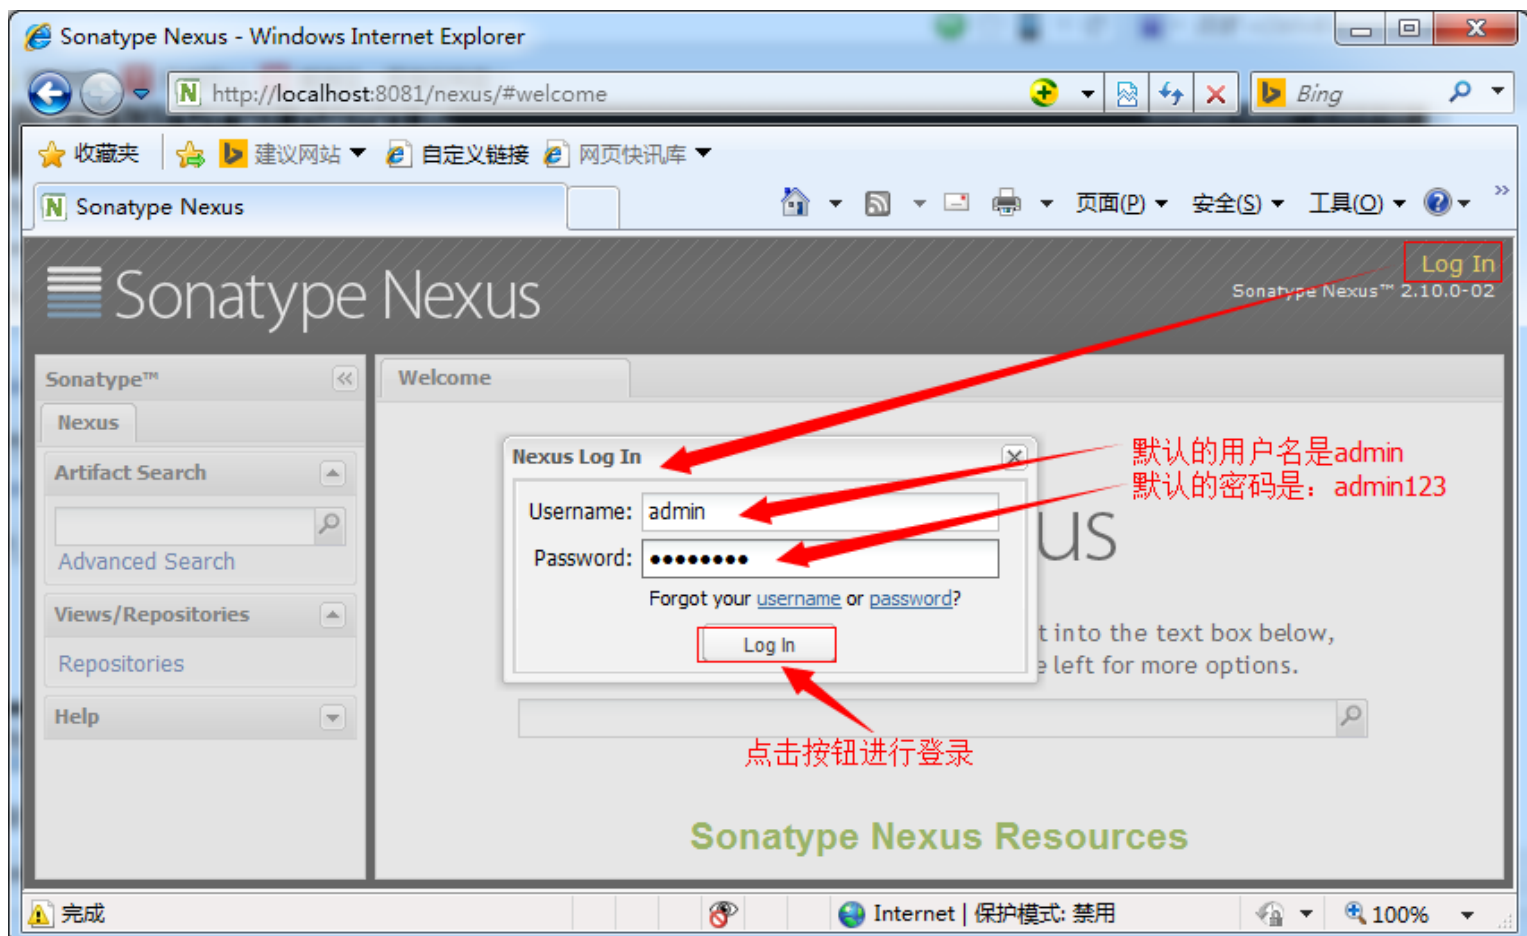 Sonatype Nexus - Windows Internet Explorer
http://localhost:8081/nexus/#welcome
Bing
收藏夹
建议网站
自定义链接
网页快讯库
Sonatype Nexus
页面(P)
安全(S)
工具(O)
Log In
Sonatype Nexus
Sonatype Nexus™ 2.10.0-02
Sonatype™
Welcome
Nexus
Artifact Search
Advanced Search
Views/Repositories
Repositories
Help
Nexus Log In
Username: admin
Password: ••••••••
Forgot your username or password?
Log In
默认的用户名是admin
默认的密码是：admin123
us
t into the text box below,
e left for more options.
点击按钮进行登录
Sonatype Nexus Resources
完成
Internet | 保护模式: 禁用
100%